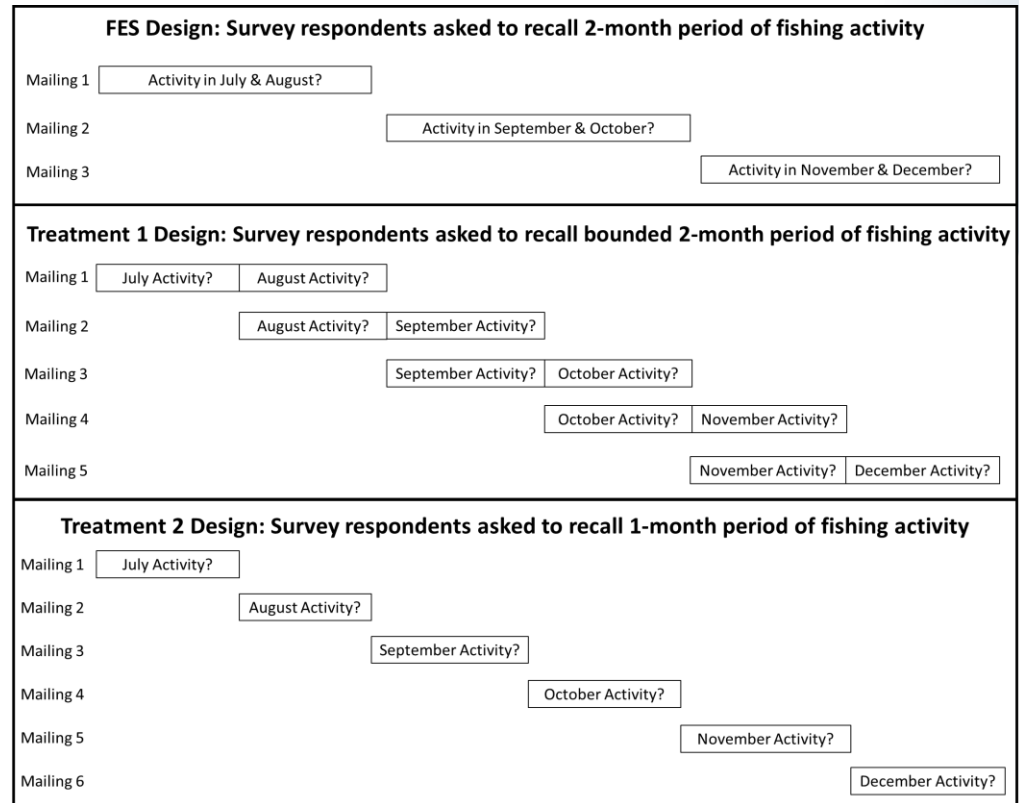 FES Design: Survey respondents asked to recall 2-month period of fishing activity
Mailing 1 Activity in July & August?
Mailing 2 Activity in September & October?
Mailing 3 Activity in November & December?
Treatment 1 Design: Survey respondents asked to recall bounded 2-month period of fishing activity
Mailing 1 July Activity? August Activity?
Mailing 2 August Activity? September Activity?
Mailing 3 September Activity? October Activity?
Mailing 4 October Activity? November Activity?
Mailing 5 November Activity? December Activity?
Treatment 2 Design: Survey respondents asked to recall 1-month period of fishing activity
Mailing 1 July Activity?
Mailing 2 August Activity?
Mailing 3 September Activity?
Mailing 4 October Activity?
Mailing 5 November Activity?
Mailing 6 December Activity?